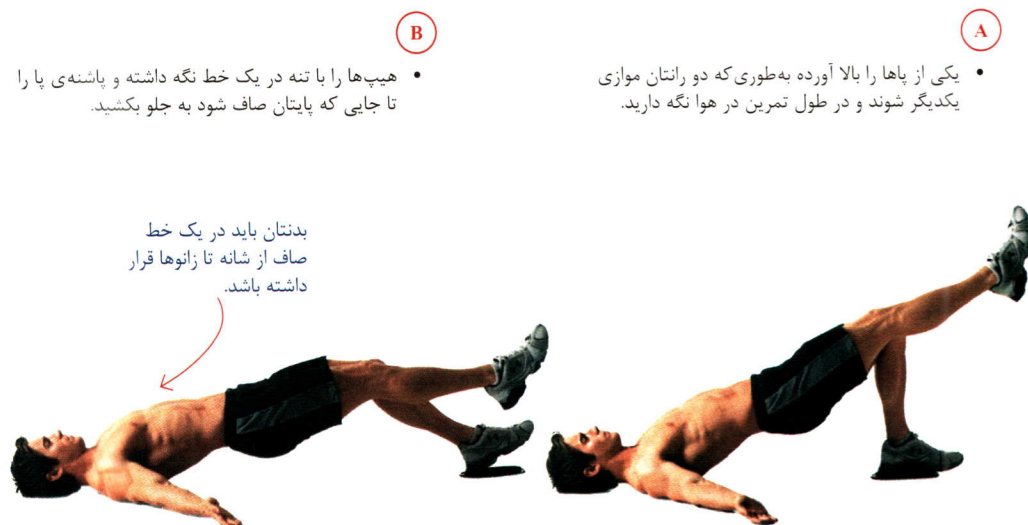 A
• یکی از پاها را بالا آورده به‌طوری‌که دو رانتان موازی
یکدیگر شوند و در طول تمرین در هوا نگه دارید.
B
• هیپ‌ها را با تنه در یک خط نگه داشته و پاشنه‌ی پا را
تا جایی که پایتان صاف شود به جلو بکشید.
بدنتان باید در یک خط
صاف از شانه تا زانوها قرار
داشته باشد.